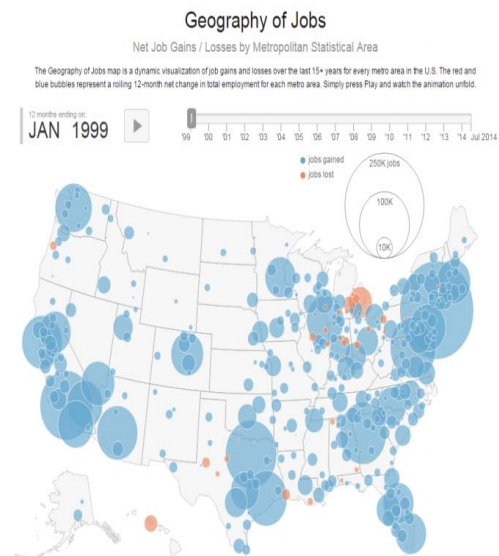 Geography of Jobs
Net Job Gains / Losses by Metropolitan Statistical Area
The Geography of Jobs map is a dynamic visualization of job gains and losses over the last 15+ years for every metro area in the U.S. The red and
blue bubbles represent a rolling 12-month net change in total employment for each metro area. Simply press Play and watch the animation unfold.
12 months ending on:
JAN 1999
'99 '00 '01 '02 '03 '04 '05 '06 '07 '08 '09 '10 '11 '12 '13 '14 Jul 2014
jobs gained
jobs lost
250K jobs
100K
10K